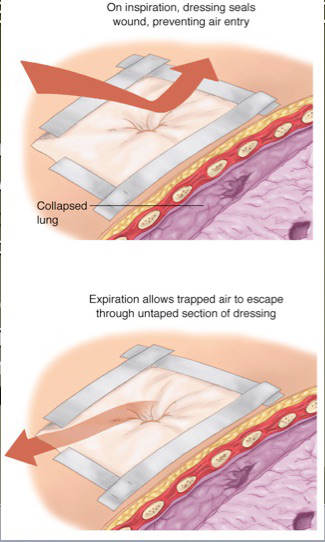 On inspiration, dressing seals
wound, preventing air entry
Collapsed
lung
Expiration allows trapped air to escape
through untaped section of dressing